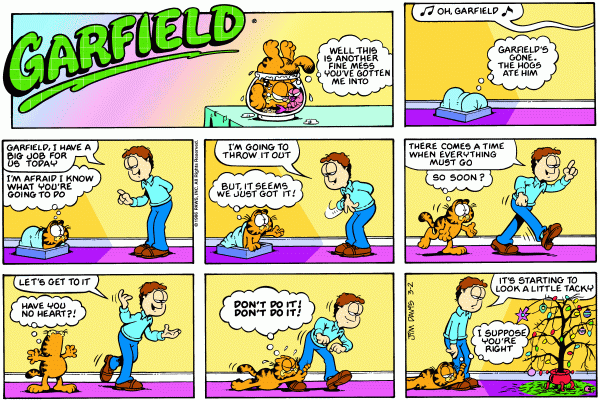 GARFIELD
WELL THIS
IS ANOTHER
FINE MESS
YOU'VE GOTTEN
ME INTO
♫ OH, GARFIELD ♪
GARFIELD'S
GONE.
THE HOGS
ATE HIM
GARFIELD, I HAVE A
BIG JOB FOR
US TODAY
I'M AFRAID I KNOW
WHAT YOU'RE
GOING TO DO
I'M GOING TO
THROW IT OUT
BUT, IT SEEMS
WE JUST GOT IT!
THERE COMES A TIME
WHEN EVERYTHING
MUST GO
SO SOON?
LET'S GET TO IT
HAVE YOU
NO HEART?!
DON'T DO IT!
DON'T DO IT!
JIM DAVIS 3-2
IT'S STARTING TO
LOOK A LITTLE TACKY
I SUPPOSE
YOU'RE
RIGHT